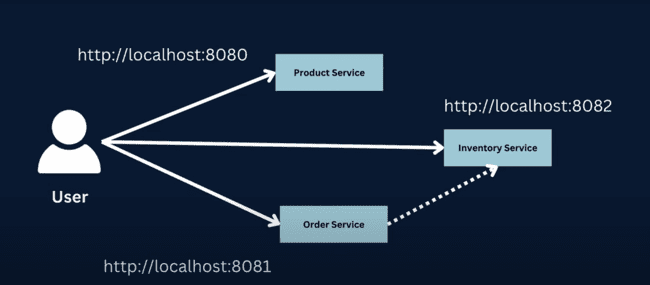 http://localhost:8080
Product Service
http://localhost:8082
Inventory Service
User
Order Service
http://localhost:8081